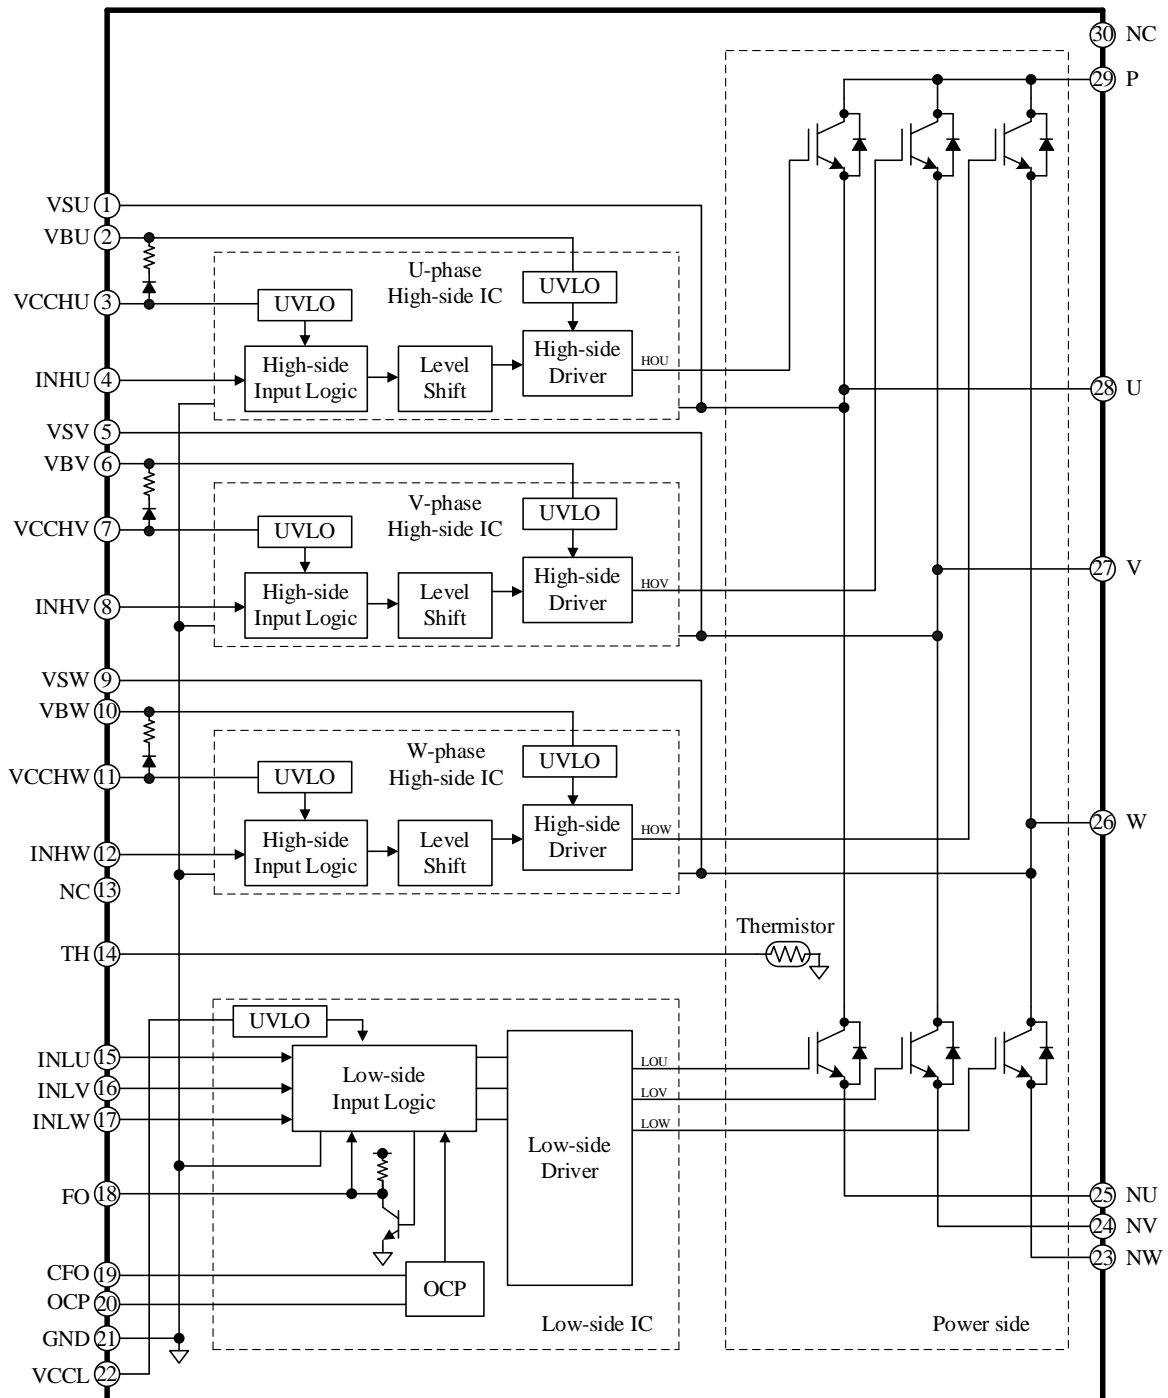 30 NC
29 P
VSU 1
VBU 2
U-phase
High-side IC
UVLO
UVLO
VCCHU 3
High-side
Input Logic
Level
Shift
High-side
Driver
HOU
INHU 4
28 U
VSV 5
VBV 6
V-phase
High-side IC
UVLO
UVLO
VCCHV 7
High-side
Input Logic
Level
Shift
High-side
Driver
HOV
27 V
INHV 8
VSW 9
VBW 10
W-phase
High-side IC
UVLO
UVLO
VCCHW 11
High-side
Input Logic
Level
Shift
High-side
Driver
HOW
26 W
INHW 12
NC 13
Thermistor
TH 14
UVLO
INLU 15
INLV 16
INLW 17
Low-side
Input Logic
LOU
LOV
LOW
Low-side
Driver
FO 18
25 NU
24 NV
23 NW
CFO 19
OCP 20
OCP
GND 21
Low-side IC
Power side
VCCL 22